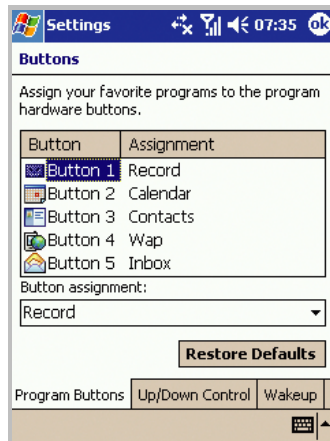 Settings 07:35 ok
Buttons
Assign your favorite programs to the program
hardware buttons.
Button Assignment
Button 1 Record
Button 2 Calendar
Button 3 Contacts
Button 4 Wap
Button 5 Inbox
Button assignment:
Record
Restore Defaults
Program Buttons Up/Down Control Wakeup